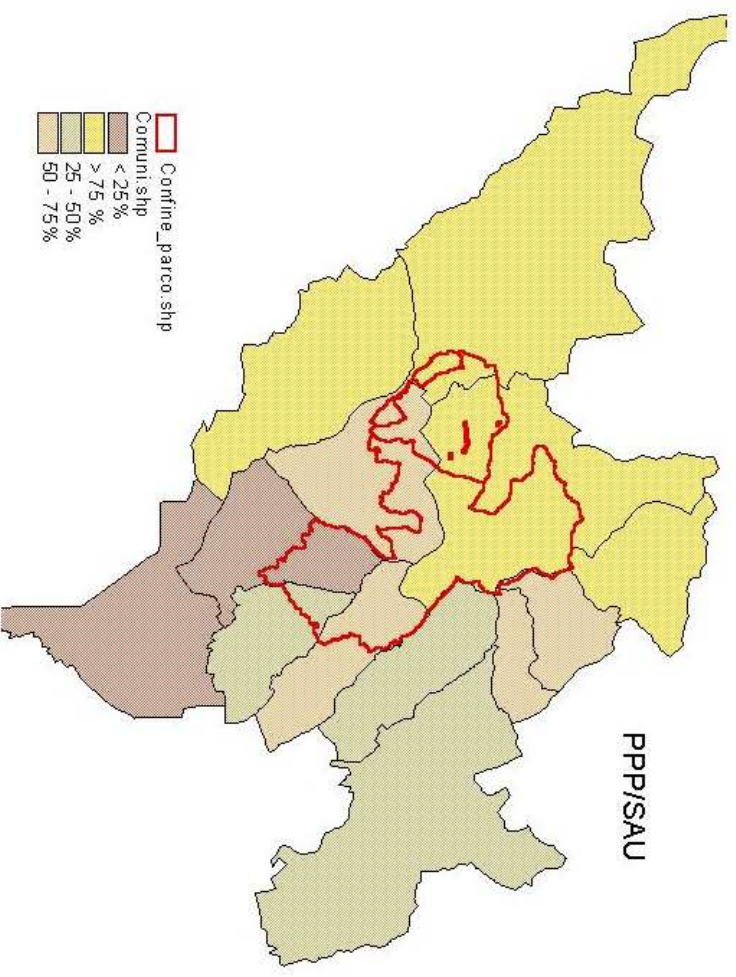 PPP/SAU
Confine_parco.shp
Comuni.shp
< 25%
> 75 %
25 - 50%
50 - 75%